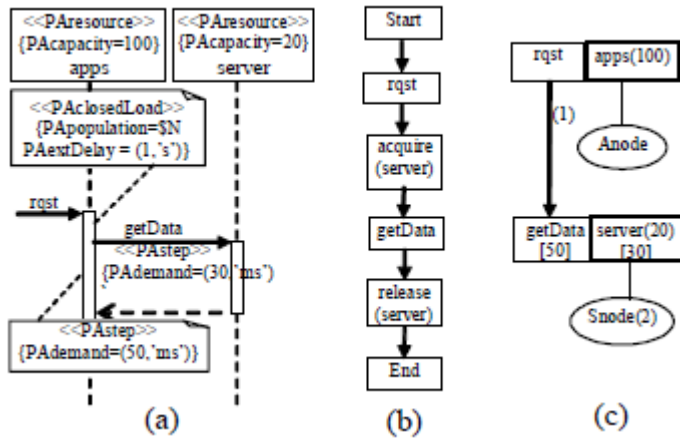 <<PAresource>>
{PAcapacity=100}
apps
<<PAresource>>
{PAcapacity=20}
server
<<PAclosedLoad>>
{PApopulation=$N
PAextDelay = (1,'s')}
rqst
getData
<<PAstep>>
{PAdemand=(30,'ms')
<<PAstep>>
{PAdemand=(50,'ms')}
(a)
Start
rqst
acquire
(server)
getData
release
(server)
End
(b)
rqst
apps(100)
(1)
Anode
getData
[50]
server(20)
[30]
Snode(2)
(c)